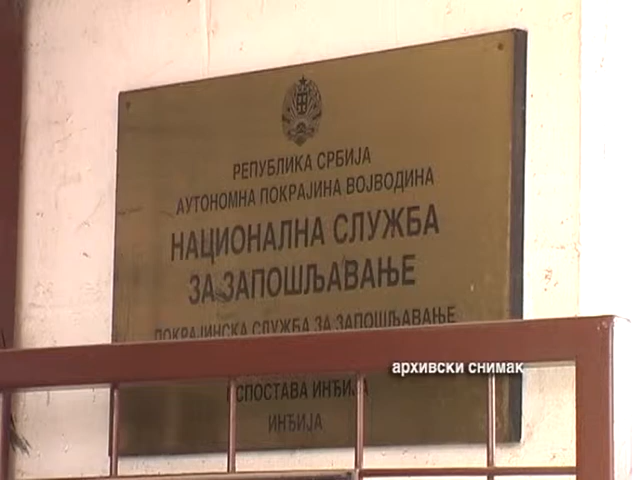 РЕПУБЛИКА СРБИЈА
АУТОНОМНА ПОКРАЈИНА ВОЈВОДИНА
НАЦИОНАЛНА СЛУЖБА
ЗА ЗАПОШЉАВАЊЕ
ПОКРАЈИНСКА СЛУЖБА ЗА ЗАПОШЉАВАЊЕ
архивски снимак
ИСПОСТАВА ИНЂИЈА
ИНЂИЈА